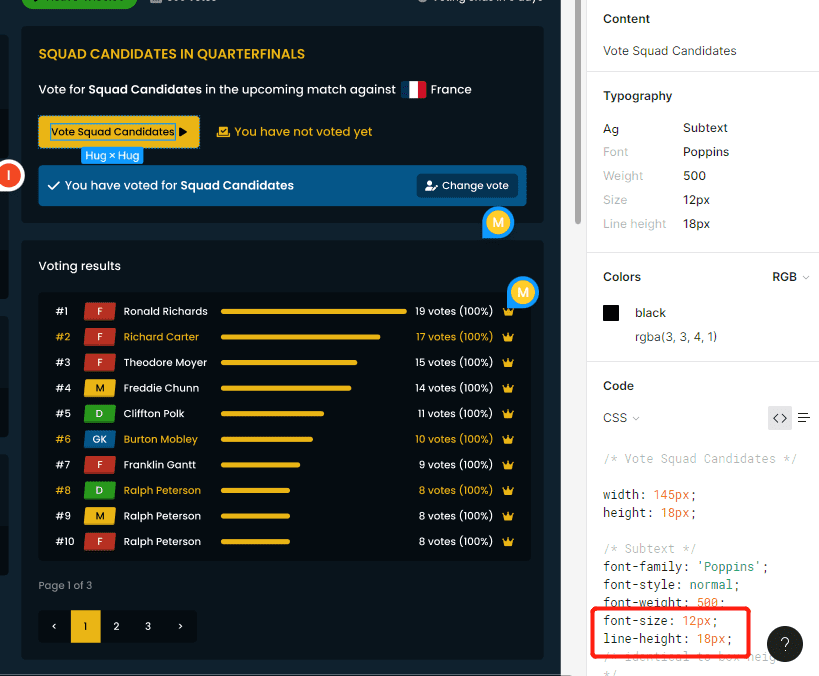 SQUAD CANDIDATES IN QUARTERFINALS
Vote for Squad Candidates in the upcoming match against France
Vote Squad Candidates
You have not voted yet
Hug × Hug
I
You have voted for Squad Candidates
Change vote
M
Voting results
M
#1 F Ronald Richards 19 votes (100%)
#2 F Richard Carter 17 votes (100%)
#3 F Theodore Moyer 15 votes (100%)
#4 M Freddie Chunn 14 votes (100%)
#5 D Cliffton Polk 11 votes (100%)
#6 GK Burton Mobley 10 votes (100%)
#7 F Franklin Gantt 9 votes (100%)
#8 D Ralph Peterson 8 votes (100%)
#9 M Ralph Peterson 8 votes (100%)
#10 F Ralph Peterson 8 votes (100%)
Page 1 of 3
< 1 2 3 >
Content
Vote Squad Candidates
Typography
Ag Subtext
Font Poppins
Weight 500
Size 12px
Line height 18px
Colors RGB
black
rgba(3, 3, 4, 1)
Code
CSS <>
/* Vote Squad Candidates */
width: 145px;
height: 18px;
/* Subtext */
font-family: 'Poppins';
font-style: normal;
font-weight: 500;
font-size: 12px;
line-height: 18px;
/* identical to box heig
*/
?